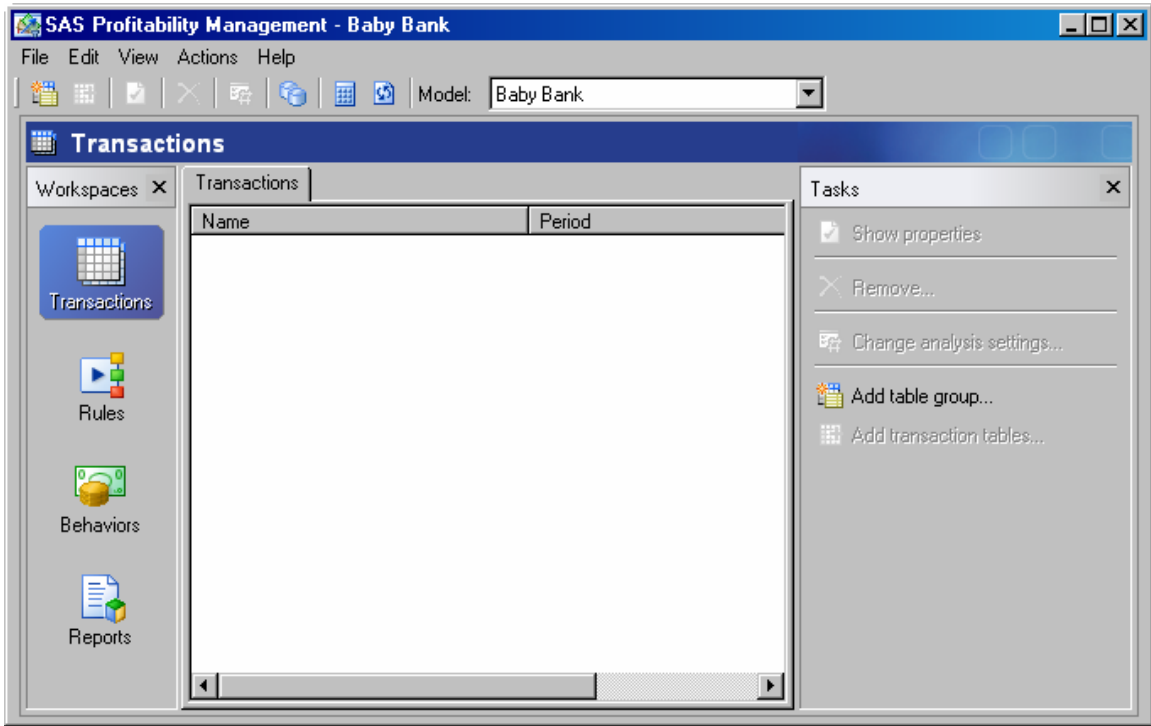 SAS Profitability Management - Baby Bank
File Edit View Actions Help
Model: Baby Bank
Transactions
Workspaces
Transactions
Rules
Behaviors
Reports
Transactions
Name Period
Tasks
Show properties
Remove...
Change analysis settings...
Add table group...
Add transaction tables...